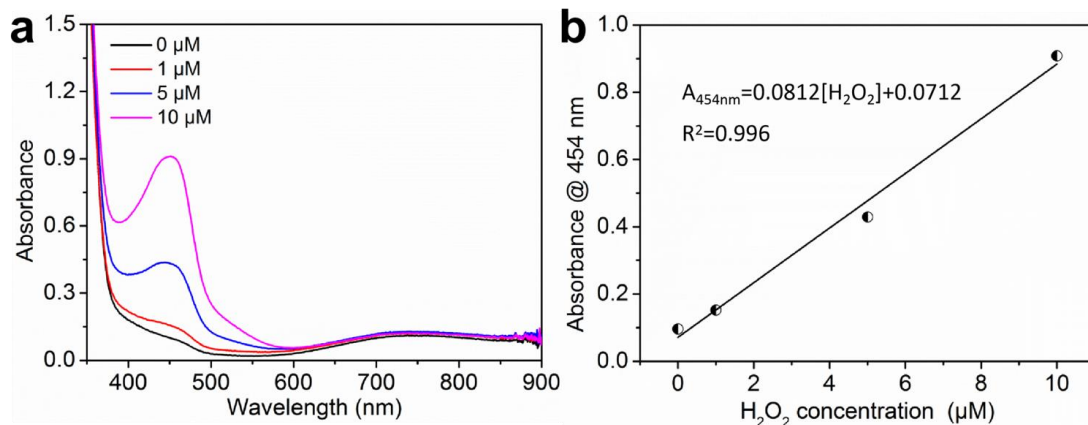 a
1.5
1.2
0.9
0.6
0.3
0.0
Absorbance
0 µM
1 µM
5 µM
10 µM
400 500 600 700 800 900
Wavelength (nm)
b
1.0
0.8
0.6
0.4
0.2
0.0
Absorbance @ 454 nm
A₄₅₄ₙₘ=0.0812[H₂O₂]+0.0712
R²=0.996
0 2 4 6 8 10
H₂O₂ concentration (µM)